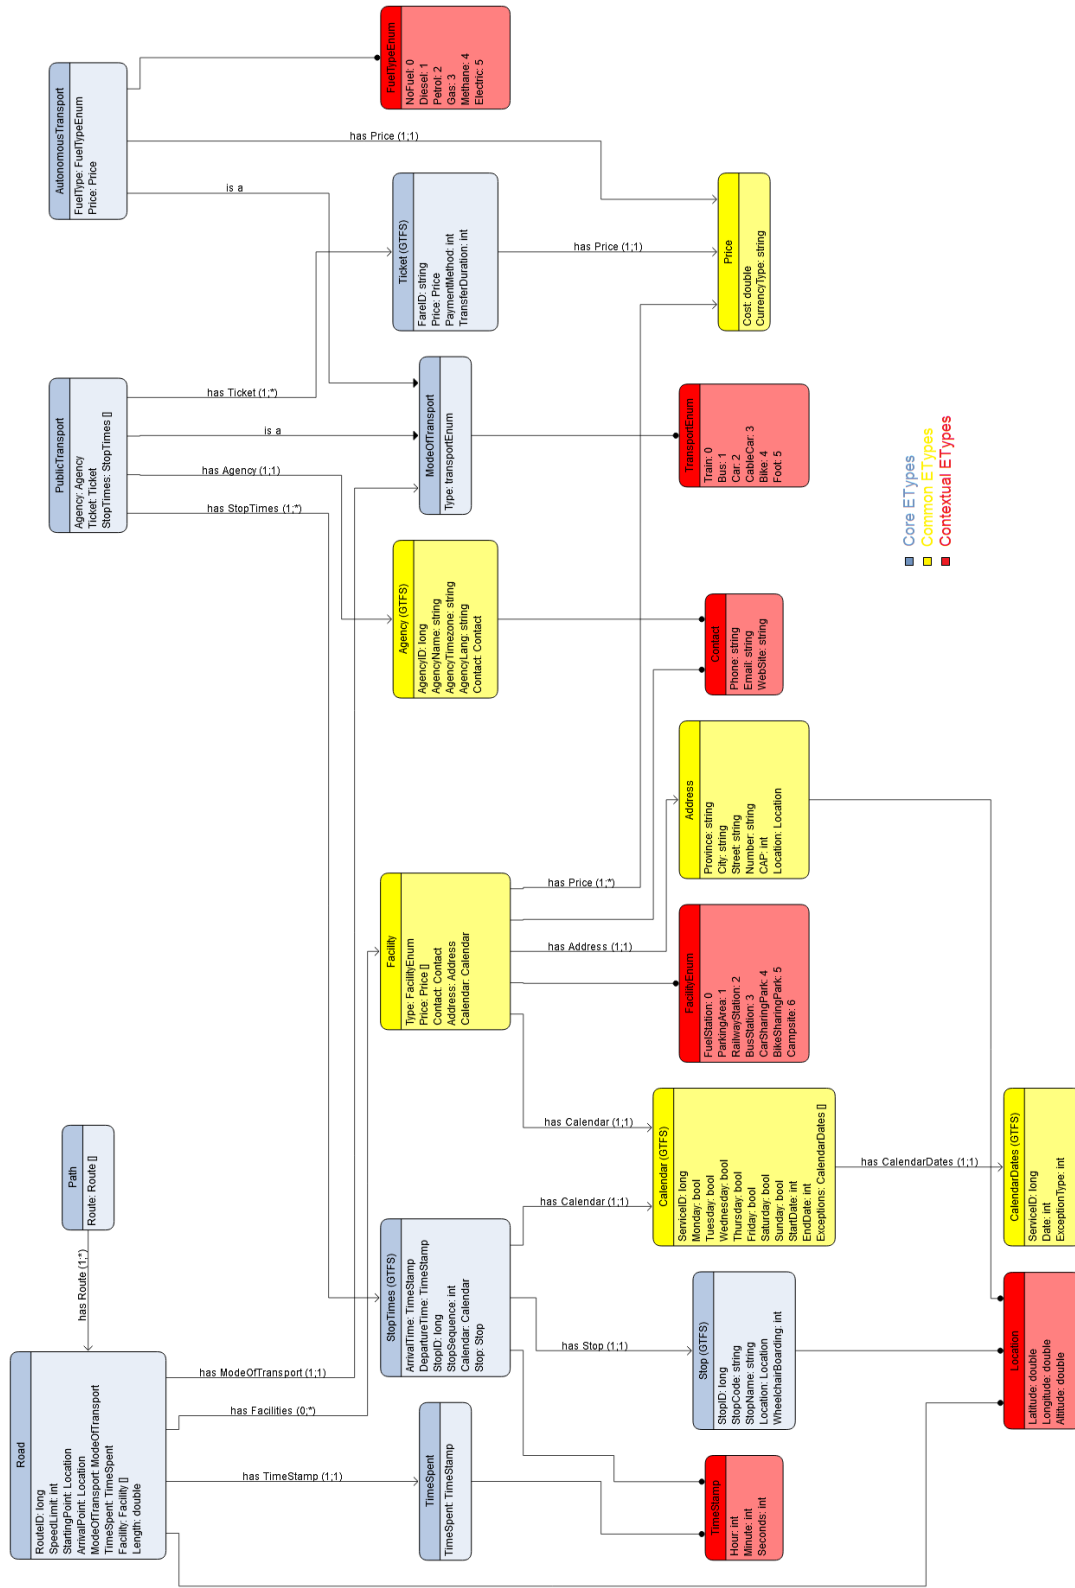 Road
RouteID: long
SpeedLimit: int
StartingPoint: Location
ArrivalPoint: Location
ModeOfTransport: ModeOfTransport
TimeSpent: TimeSpent
Facility: Facility []
Length: double
has Route (1;*)
Path
Route: Route []
PublicTransport
Agency: Agency
Ticket: Ticket
StopTimes: StopTimes []
AutonomousTransport
FuelType: FuelTypeEnum
Price: Price
has ModeOfTransport (1;1)
has Facilities (0;*)
has TimeStamp (1;1)
has StopTimes (1;*)
has Agency (1;1)
is a
has Ticket (1;*)
is a
has Price (1;1)
TimeSpent
TimeSpent: TimeStamp
StopTimes (GTFS)
ArrivalTime: TimeStamp
DepartureTime: TimeStamp
StopID: long
StopSequence: int
Calendar: Calendar
Stop: Stop
Facility
Type: FacilityEnum
Price: Price []
Contact: Contact
Address: Address
Calendar: Calendar
Agency (GTFS)
AgencyID: long
AgencyName: string
AgencyTimezone: string
AgencyLang: string
Contact: Contact
ModeOfTransport
Type: transportEnum
Ticket (GTFS)
FareID: string
Price: Price
PaymentMethod: int
TransferDuration: int
FuelTypeEnum
NoFuel: 0
Diesel: 1
Petrol: 2
Gas: 3
Methane: 4
Electric: 5
has Stop (1;1)
has Calendar (1;1)
has Calendar (1;1)
has Address (1;1)
has Price (1;*)
has Price (1;1)
TimeStamp
Hour: int
Minute: int
Seconds: int
Stop (GTFS)
StopID: long
StopCode: string
StopName: string
Location: Location
WheelchairBoarding: int
Calendar (GTFS)
ServiceID: long
Monday: bool
Tuesday: bool
Wednesday: bool
Thursday: bool
Friday: bool
Saturday: bool
Sunday: bool
StartDate: int
EndDate: int
Exceptions: CalendarDates []
FacilityEnum
FuelStation: 0
ParkingArea: 1
RailwayStation: 2
BusStation: 3
CarSharingPark: 4
BikeSharingPark: 5
Campsite: 6
Address
Province: string
City: string
Street: string
Number: string
CAP: int
Location: Location
Contact
Phone: string
Email: string
WebSite: string
TransportEnum
Train: 0
Bus: 1
Car: 2
CableCar: 3
Bike: 4
Foot: 5
Price
Cost: double
CurrencyType: string
has CalendarDates (1;1)
Location
Latitude: double
Longitude: double
Altitude: double
CalendarDates (GTFS)
ServiceID: long
Date: int
ExceptionType: int
Core ETypes
Common ETypes
Contextual ETypes